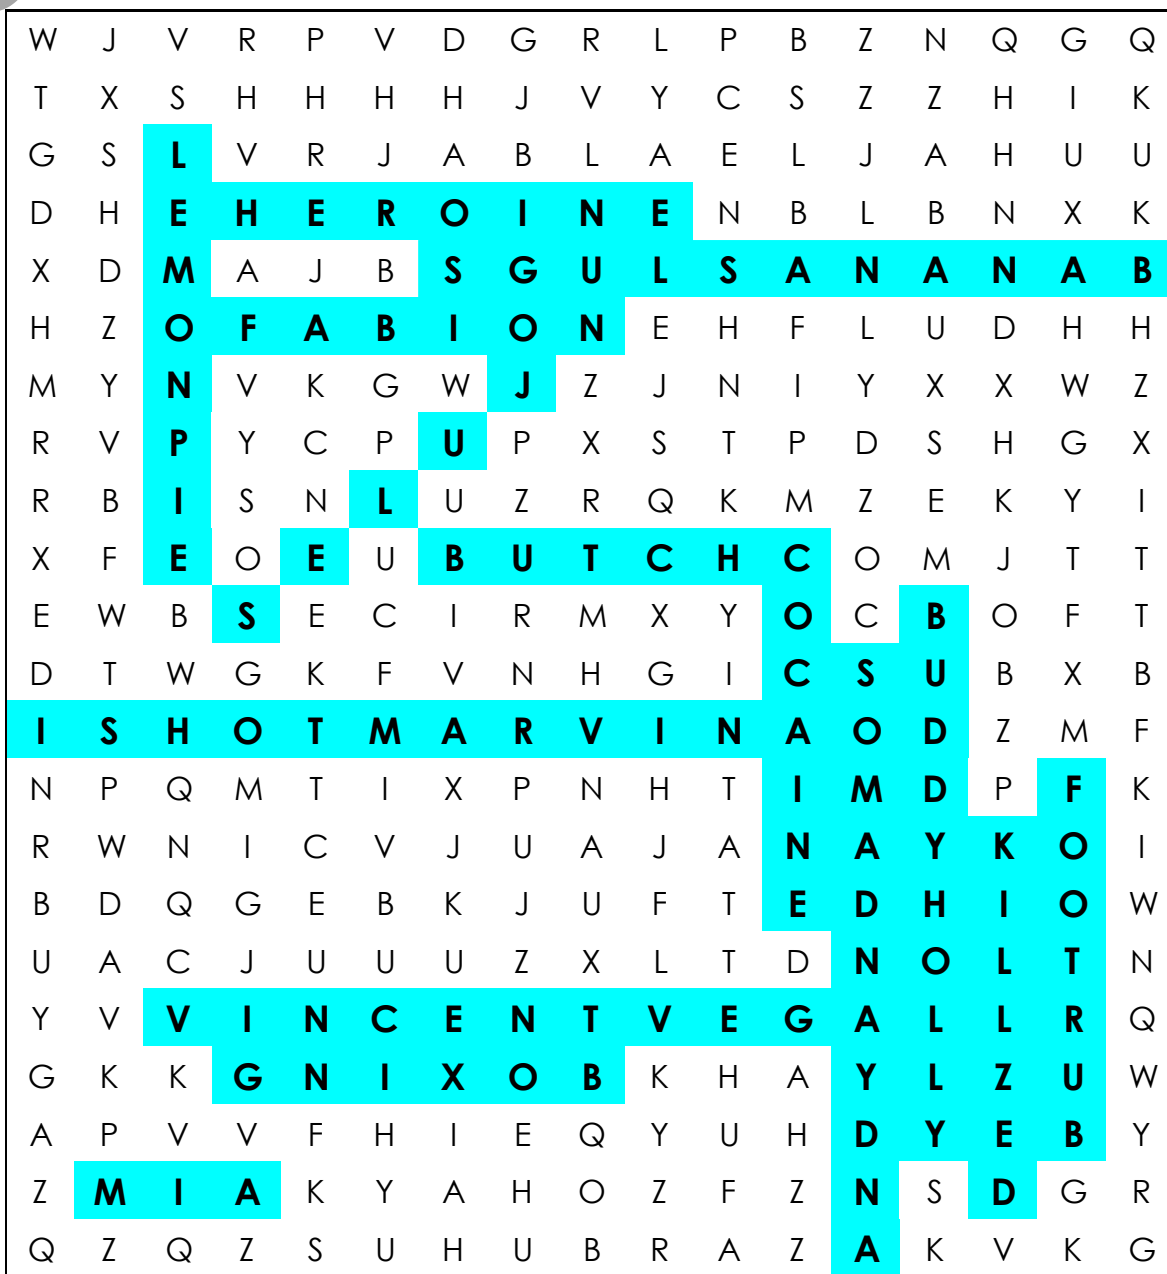 W J V R P V D G R L P B Z N Q G Q
T X S H H H H J V Y C S Z Z H I K
G S L V R J A B L A E L J A H U U
D H E H E R O I N E N B L B N X K
X D M A J B S G U L S A N A N A B
H Z O F A B I O N E H F L U D H H
M Y N V K G W J Z J N I Y X X W Z
R V P Y C P U P X S T P D S H G X
R B I S N L U Z R Q K M Z E K Y I
X F E O E U B U T C H C O M J T T
E W B S E C I R M X Y O C B O F T
D T W G K F V N H G I C S U B X B
I S H O T M A R V I N A O D Z M F
N P Q M T I X P N H T I M D P F K
R W N I C V J U A J A N A Y K O I
B D Q G E B K J U F T E D H I O W
U A C J U U U Z X L T D N O L T N
Y V V I N C E N T V E G A L L R Q
G K K G N I X O B K H A Y L Z U W
A P V V F H I E Q Y U H D Y E B Y
Z M I A K Y A H O Z F Z N S D G R
Q Z Q Z S U H U B R A Z A K V K G